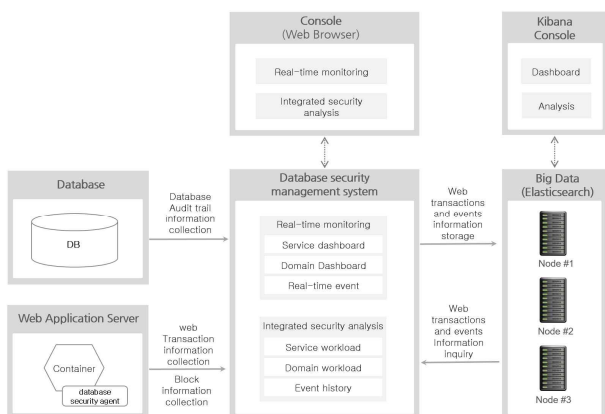 Console
(Web Browser)
Real-time monitoring
Integrated security
analysis
Kibana
Console
Dashboard
Analysis
Database
DB
Database
Audit trail
information
collection
Database security
management system
Real-time monitoring
Service dashboard
Domain Dashboard
Real-time event
Integrated security analysis
Service workload
Domain workload
Event history
Web
transactions
and events
information
storage
Web
transactions
and events
information
inquiry
Big Data
(Elasticsearch)
Node #1
Node #2
Node #3
Web Application Server
Container
database
security agent
web
Transaction
information
collection
Block
information
collection